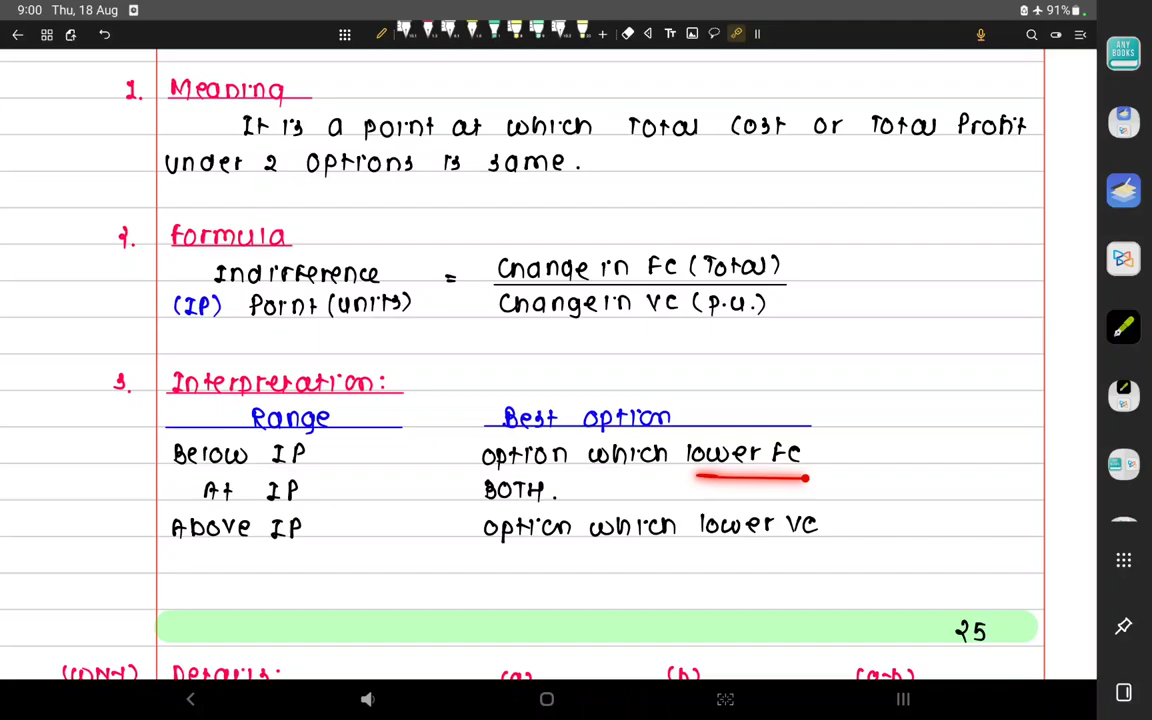 9:00 Thu, 18 Aug
91%
1. Meaning
It is a point at which Total Cost or Total Profit
under 2 options is same.
2. Formula
Indifference = Change in FC (Total)
(IP) Point (units) Change in VC (p.u.)
3. Interpretation:
Range Best option
Below IP option which lower FC
At IP BOTH.
Above IP option which lower VC
25
Details: (a) (b) (a-b)
ANY BOOKS